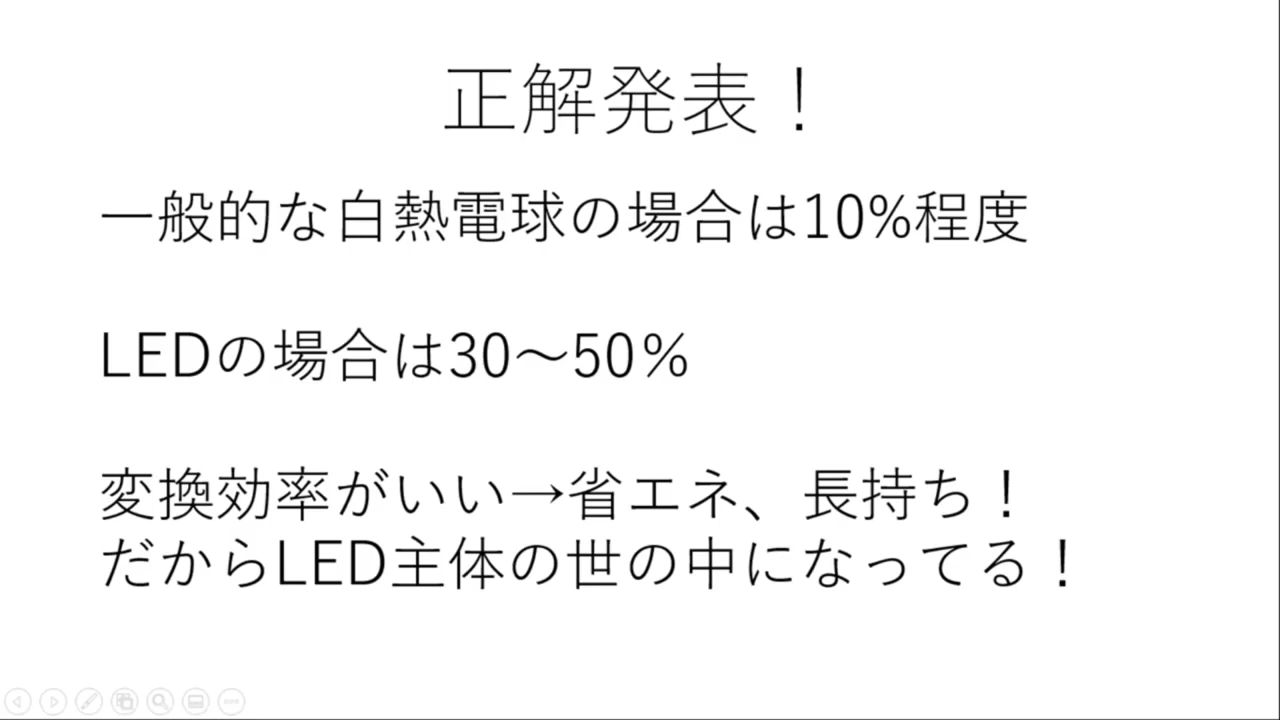 正解発表！
一般的な白熱電球の場合は10%程度
LEDの場合は30～50％
変換効率がいい→省エネ、長持ち！
だからLED主体の世の中になってる！